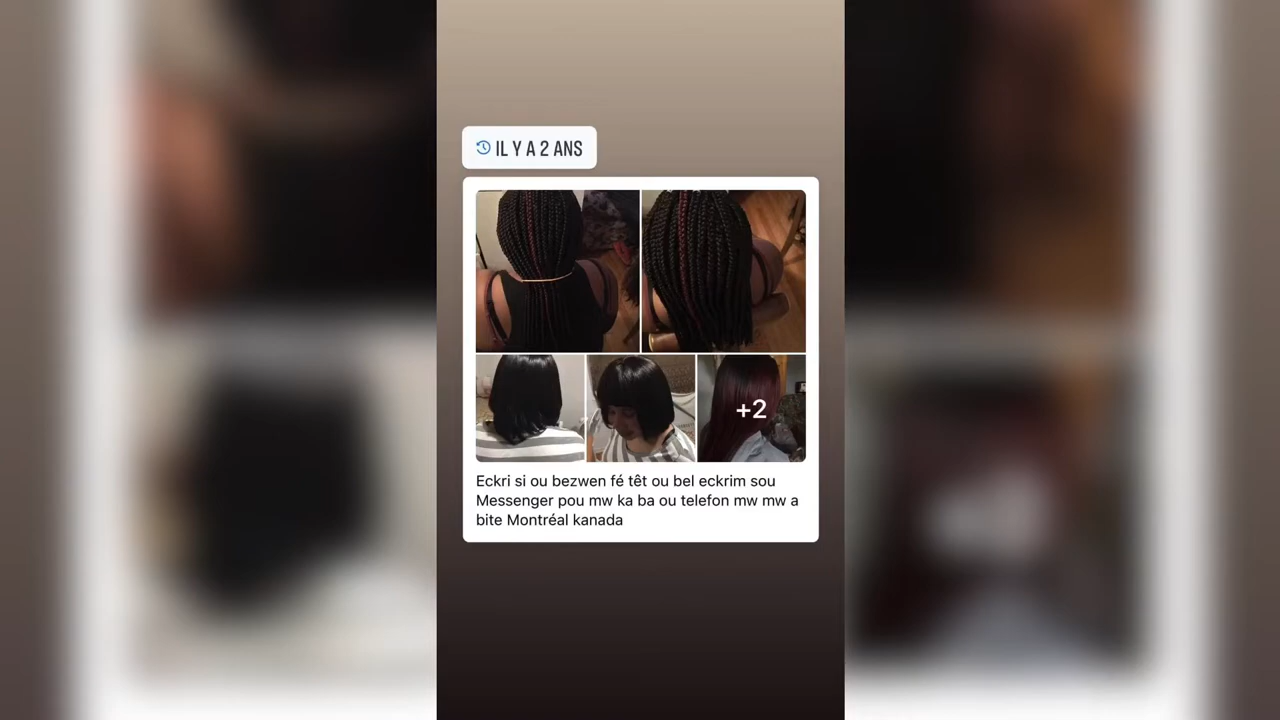 IL Y A 2 ANS
+2
Eckri si ou bezwen fé têt ou bel eckrim sou
Messenger pou mw ka ba ou telefon mw mw a
bite Montréal kanada